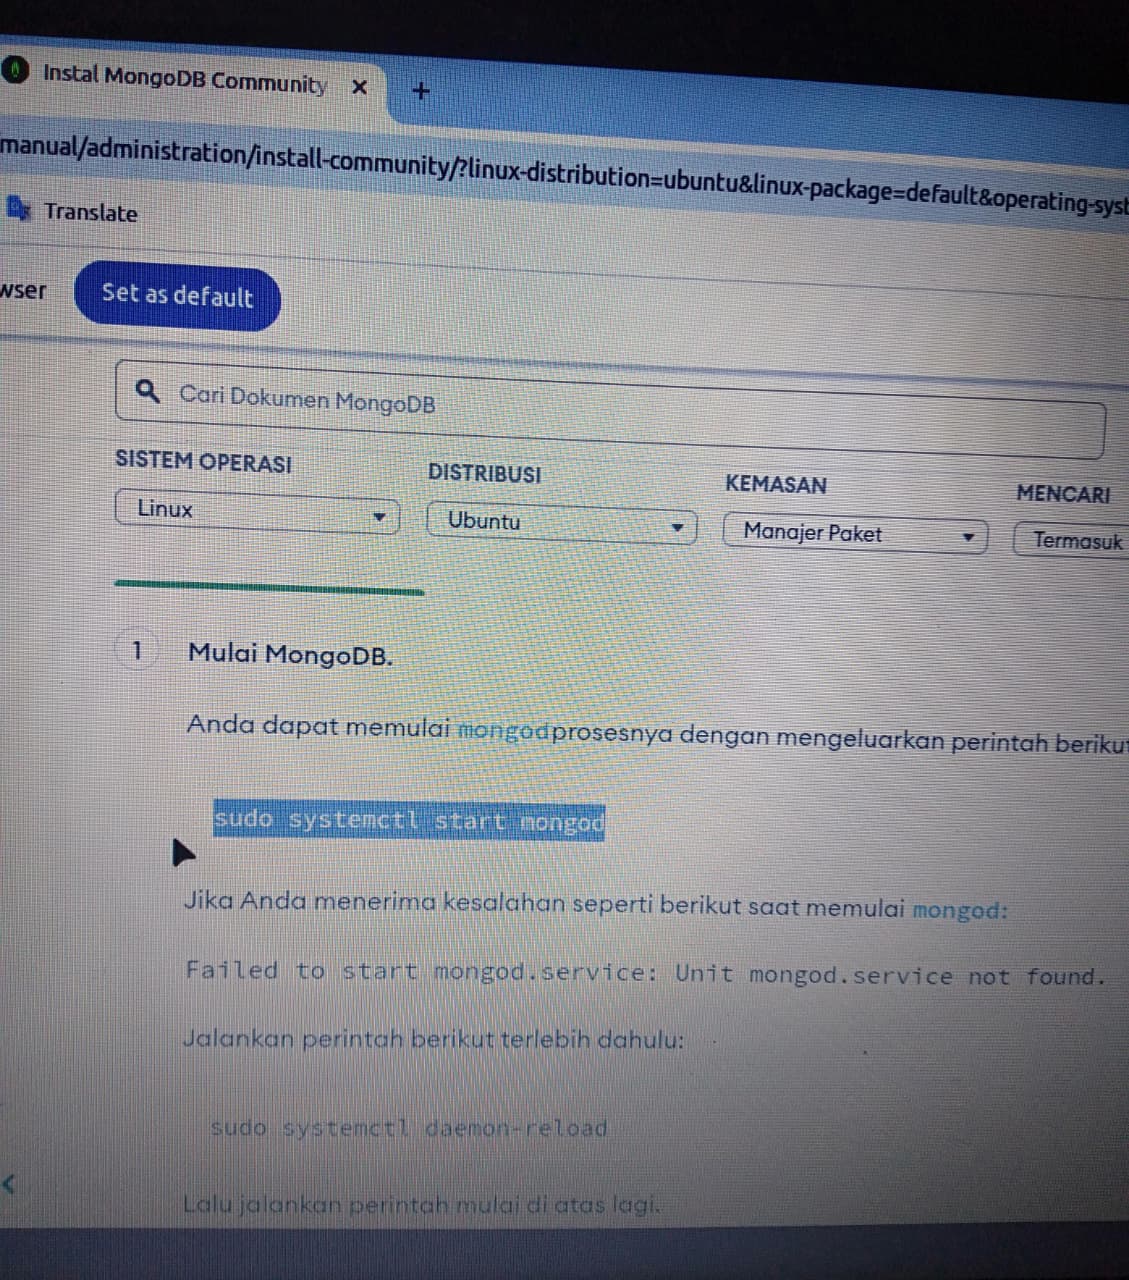 Instal MongoDB Community
manual/administration/install-community/?linux-distribution=ubuntu&linux-package=default&operating-syst
Translate
wser
Set as default
Cari Dokumen MongoDB
SISTEM OPERASI
DISTRIBUSI
KEMASAN
MENCARI
Linux
Ubuntu
Manajer Paket
Termasuk
1 Mulai MongoDB.
Anda dapat memulai mongodprosesnya dengan mengeluarkan perintah berikut
sudo systemctl start mongod
Jika Anda menerima kesalahan seperti berikut saat memulai mongod:
Failed to start mongod.service: Unit mongod.service not found.
Jalankan perintah berikut terlebih dahulu:
sudo systemctl daemon-reload
Lalu jalankan perintah mulai di atas lagi.